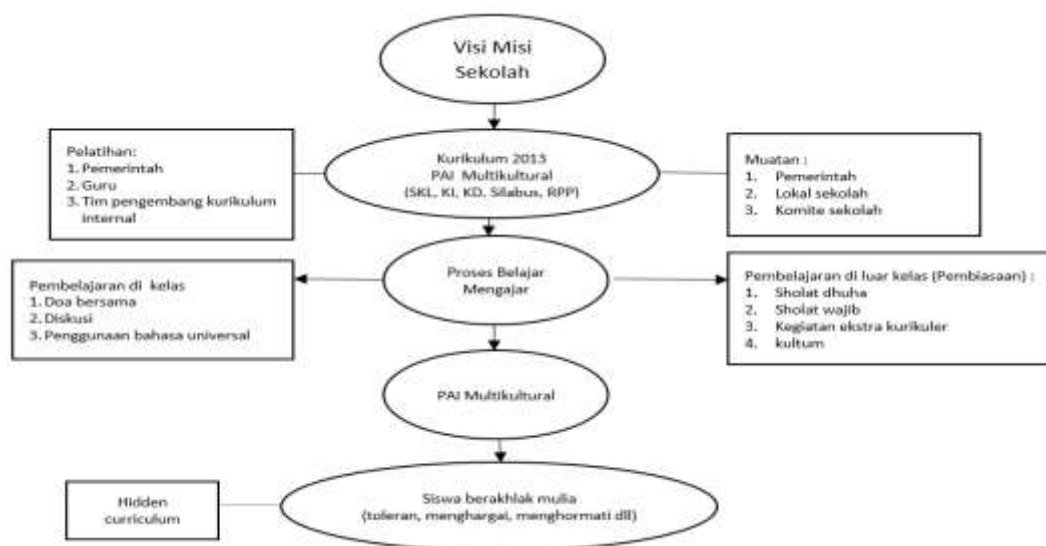 Visi Misi
Sekolah
Pelatihan:
1. Pemerintah
2. Guru
3. Tim pengembang kurikulum
internal
Kurikulum 2013
PAI Multikultural
(SKL, KI, KD, Silabus, RPP)
Muatan :
1. Pemerintah
2. Lokal sekolah
3. Komite sekolah
Pembelajaran di kelas
1. Doa bersama
2. Diskusi
3. Penggunaan bahasa universal
Proses Belajar
Mengajar
Pembelajaran di luar kelas (Pembiasaan) :
1. Sholat dhuha
2. Sholat wajib
3. Kegiatan ekstra kurikuler
4. kultum
PAI Multikultural
Hidden
curriculum
Siswa berakhlak mulia
(toleran, menghargai, menghormati dll)